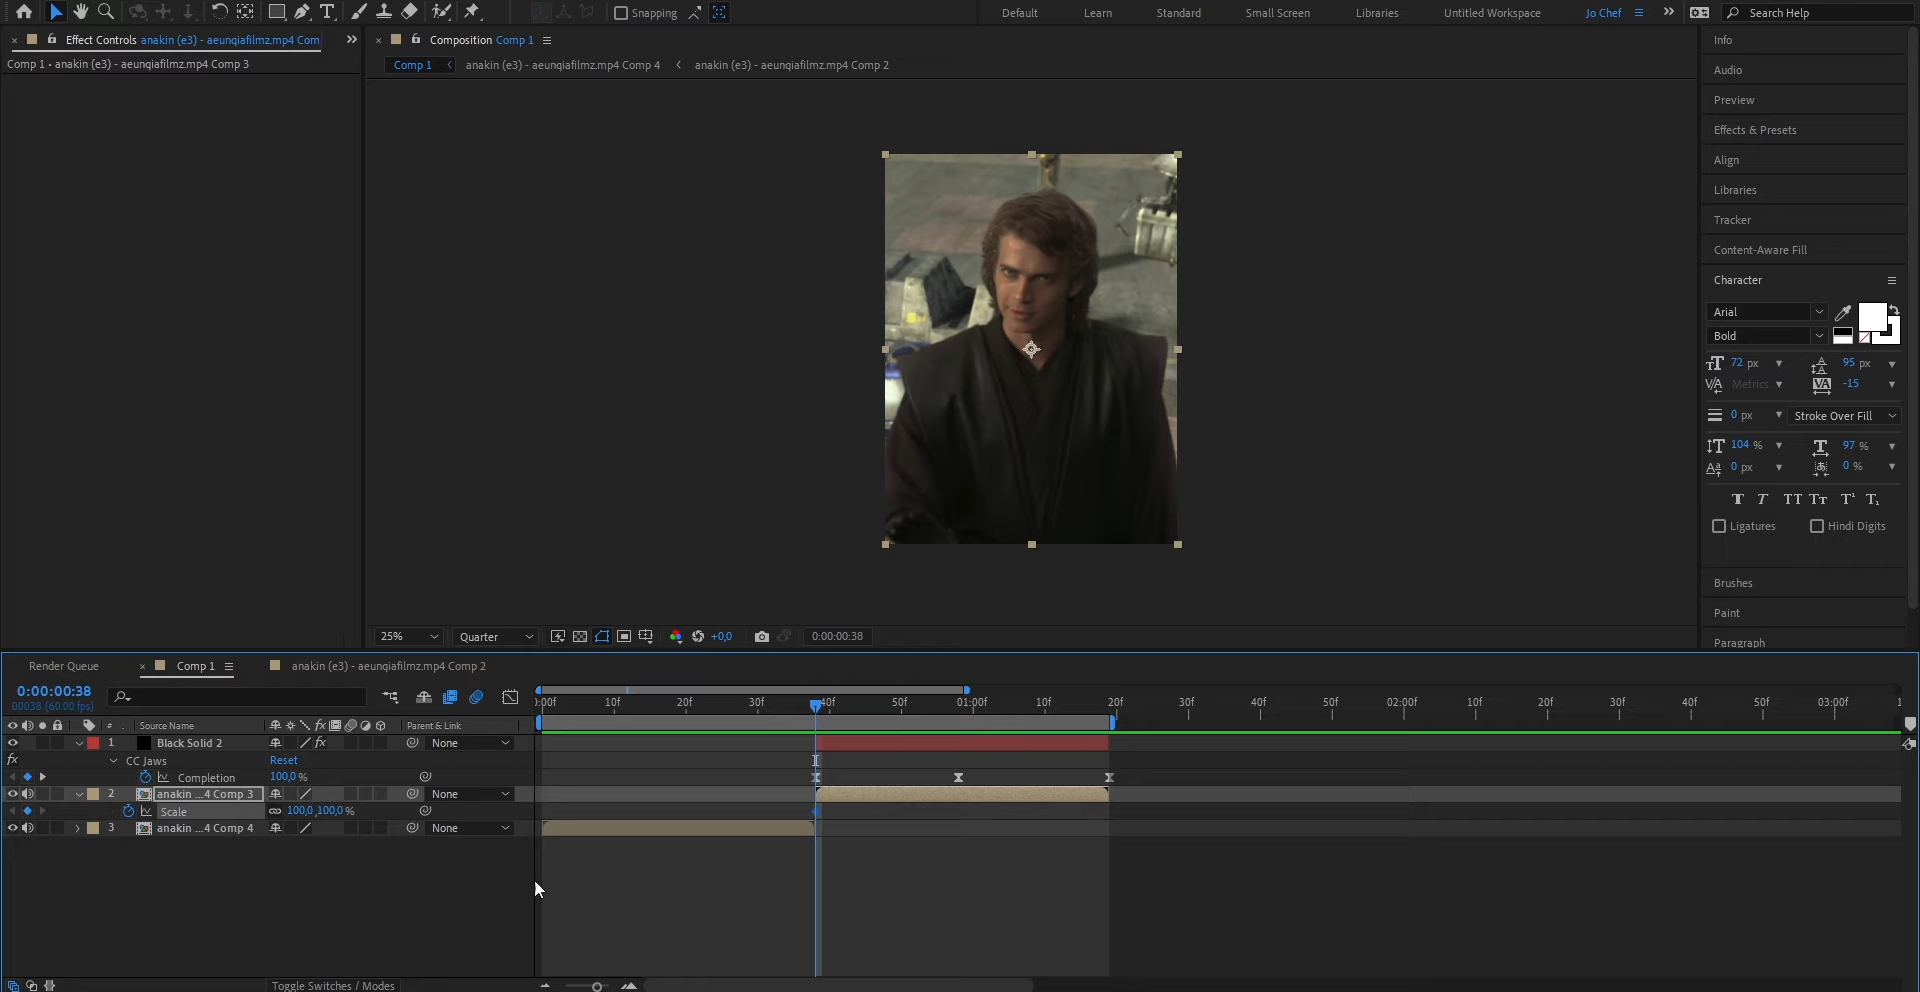 Snapping
Default
Learn
Standard
Small Screen
Libraries
Untitled Workspace
Jo Chef
Search Help
Effect Controls anakin (e3) - aeunqiafilmz.mp4 Com
Composition Comp 1
Comp 1 • anakin (e3) - aeunqiafilmz.mp4 Comp 3
Comp 1
anakin (e3) - aeunqiafilmz.mp4 Comp 4
anakin (e3) - aeunqiafilmz.mp4 Comp 2
Info
Audio
Preview
Effects & Presets
Align
Libraries
Tracker
Content-Aware Fill
Character
Arial
Bold
72 px
95 px
Metrics
-15
0 px
Stroke Over Fill
104 %
97 %
0 px
0 %
Ligatures
Hindi Digits
Brushes
Paint
Paragraph
25%
Quarter
+0,0
0:00:00:38
Render Queue
Comp 1
anakin (e3) - aeunqiafilmz.mp4 Comp 2
0:00:00:38
00038 (60.00 fps)
):00f 10f 20f 30f 40f 50f 01:00f 10f 20f 30f 40f 50f 02:00f 10f 20f 30f 40f 50f 03:00f 1
# Source Name
Parent & Link
1 Black Solid 2 None
CC Jaws Reset
Completion 100,0 %
2 anakin ...4 Comp 3 None
Scale 100,0,100,0 %
3 anakin ...4 Comp 4 None
Toggle Switches / Modes